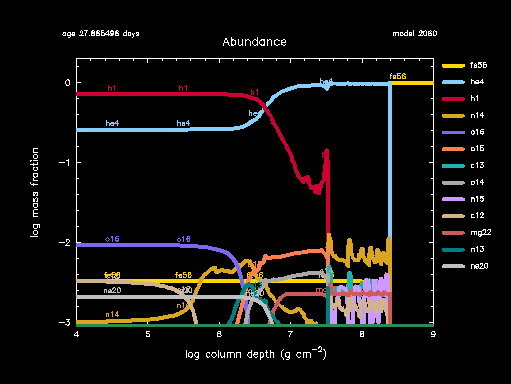 age 27.865498 days
model 2060
Abundance
log mass fraction
0
−1
−2
−3
4 5 6 7 8 9
log column depth (g cm−2)
h1 h1 h1
he4 he4 he4
fe56
o16 o16
fe56 fe56
ne20
n14
fe56
he4
h1
n14
o16
o15
c13
o14
n15
c12
mg22
n13
ne20